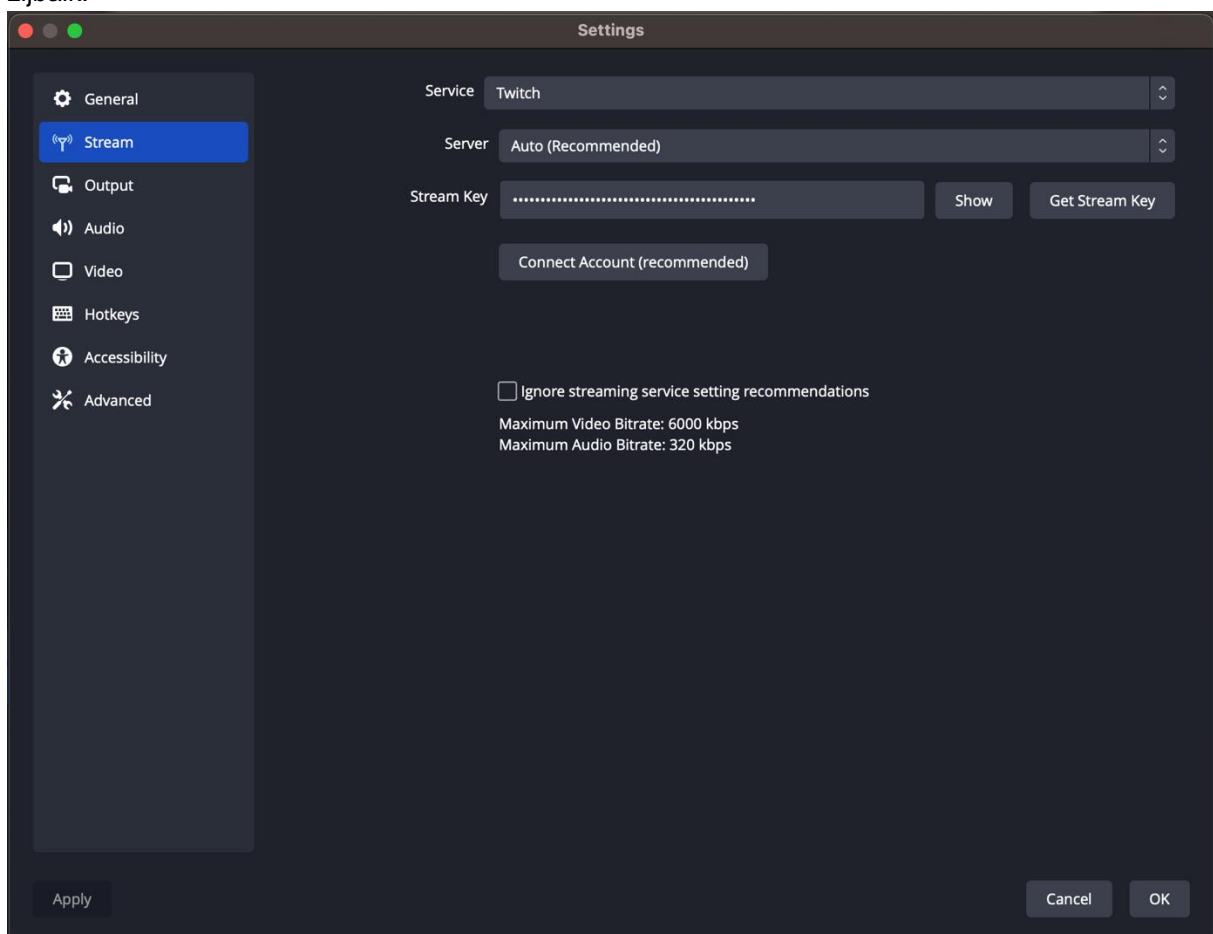 Settings
General
Stream
Output
Audio
Video
Hotkeys
Accessibility
Advanced
Service Twitch
Server Auto (Recommended)
Stream Key ············································· Show Get Stream Key
Connect Account (recommended)
Ignore streaming service setting recommendations
Maximum Video Bitrate: 6000 kbps
Maximum Audio Bitrate: 320 kbps
Apply Cancel OK